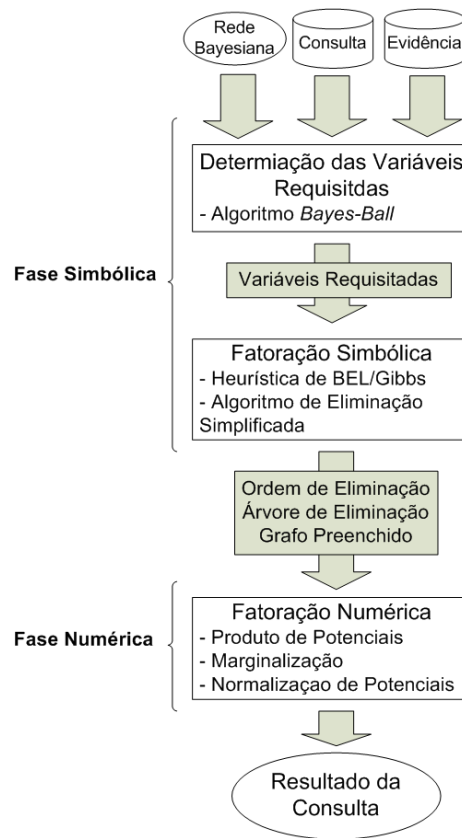 Rede
Bayesiana
Consulta
Evidência
Determiação das Variáveis
Requisitdas
- Algoritmo Bayes-Ball
Fase Simbólica
Variáveis Requisitadas
Fatoração Simbólica
- Heurística de BEL/Gibbs
- Algoritmo de Eliminação
Simplificada
Ordem de Eliminação
Árvore de Eliminação
Grafo Preenchido
Fase Numérica
Fatoração Numérica
- Produto de Potenciais
- Marginalização
- Normalizaçao de Potenciais
Resultado da
Consulta